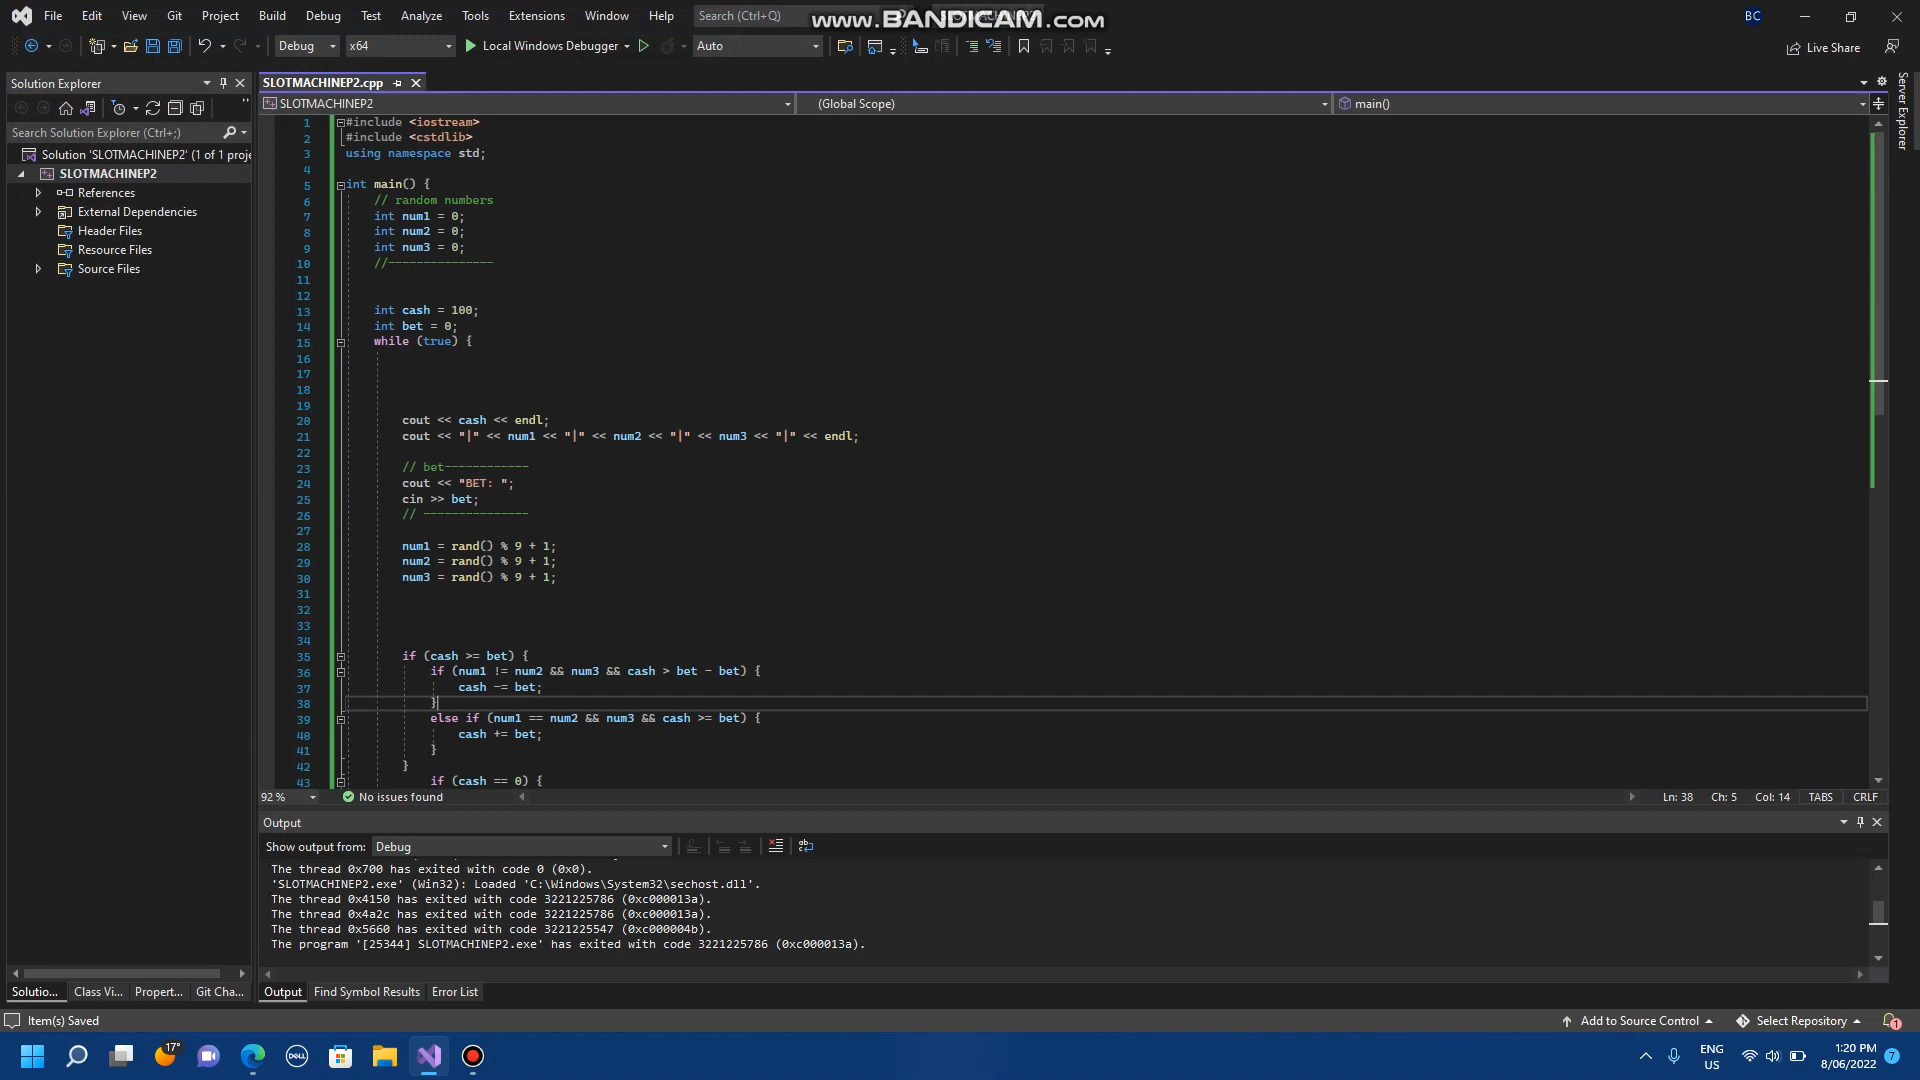 File Edit View Git Project Build Debug Test Analyze Tools Extensions Window Help Search (Ctrl+Q)
www.BANDICAM.com
BC
Debug x64 Local Windows Debugger Auto
Live Share
Solution Explorer
Search Solution Explorer (Ctrl+;)
Solution 'SLOTMACHINEP2' (1 of 1 proje
SLOTMACHINEP2
References
External Dependencies
Header Files
Resource Files
Source Files
SLOTMACHINEP2.cpp
SLOTMACHINEP2 (Global Scope) main()
Server Explorer
1 #include <iostream>
2 #include <cstdlib>
3 using namespace std;
4
5 int main() {
6 // random numbers
7 int num1 = 0;
8 int num2 = 0;
9 int num3 = 0;
10 //---------------
11
12
13 int cash = 100;
14 int bet = 0;
15 while (true) {
16
17
18
19
20 cout << cash << endl;
21 cout << "|" << num1 << "|" << num2 << "|" << num3 << "|" << endl;
22
23 // bet------------
24 cout << "BET: ";
25 cin >> bet;
26 // ---------------
27
28 num1 = rand() % 9 + 1;
29 num2 = rand() % 9 + 1;
30 num3 = rand() % 9 + 1;
31
32
33
34
35 if (cash >= bet) {
36 if (num1 != num2 && num3 && cash > bet - bet) {
37 cash -= bet;
38 }
39 else if (num1 == num2 && num3 && cash >= bet) {
40 cash += bet;
41 }
42 }
43 if (cash == 0) {
92 % No issues found Ln: 38 Ch: 5 Col: 14 TABS CRLF
Output
Show output from: Debug
The thread 0x700 has exited with code 0 (0x0).
'SLOTMACHINEP2.exe' (Win32): Loaded 'C:\Windows\System32\sechost.dll'.
The thread 0x4150 has exited with code 3221225786 (0xc000013a).
The thread 0x4a2c has exited with code 3221225786 (0xc000013a).
The thread 0x5660 has exited with code 3221225547 (0xc000004b).
The program '[25344] SLOTMACHINEP2.exe' has exited with code 3221225786 (0xc000013a).
Solutio... Class Vi... Propert... Git Cha... Output Find Symbol Results Error List
Item(s) Saved Add to Source Control Select Repository 1
17° DELL ENG US 1:20 PM 8/06/2022 7